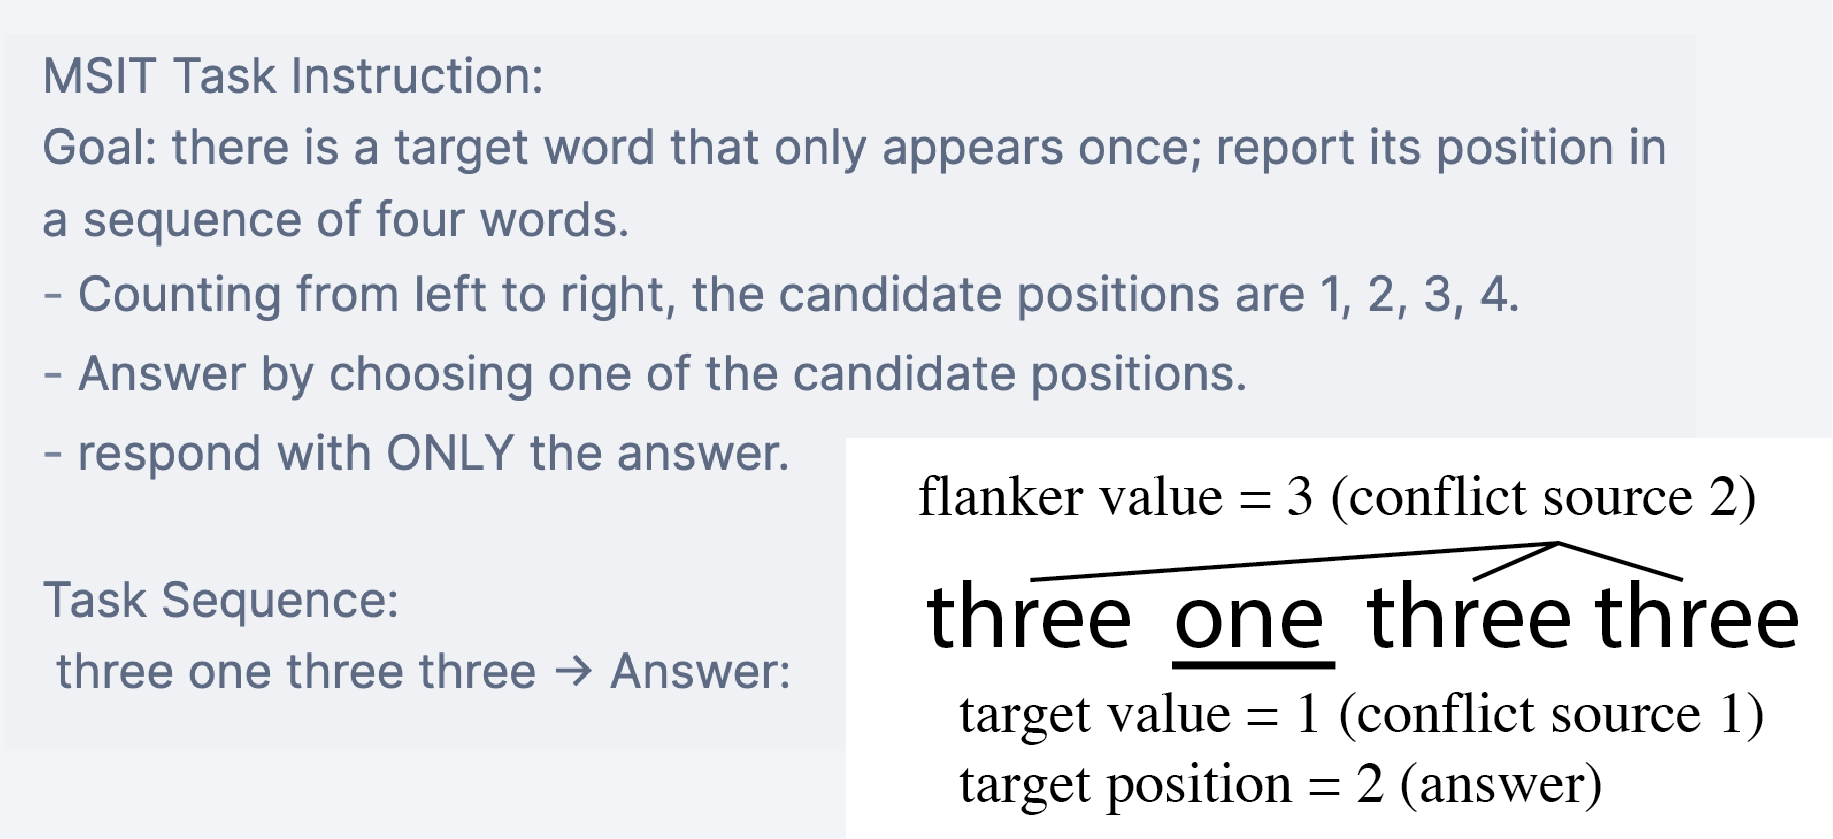 MSIT Task Instruction:
Goal: there is a target word that only appears once; report its position in
a sequence of four words.
- Counting from left to right, the candidate positions are 1, 2, 3, 4.
- Answer by choosing one of the candidate positions.
- respond with ONLY the answer.
Task Sequence:
three one three three → Answer:
flanker value = 3 (conflict source 2)
three one three three
target value = 1 (conflict source 1)
target position = 2 (answer)